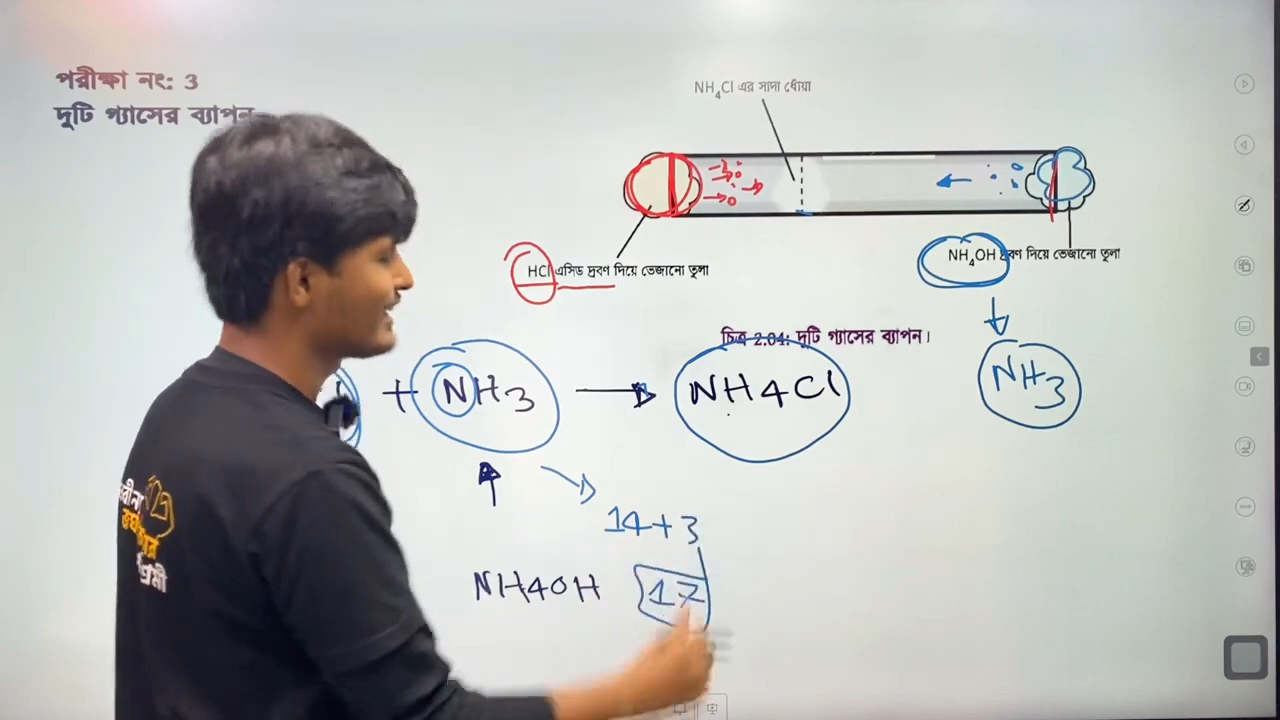 পরীক্ষা নং: 3
দুটি গ্যাসের ব্যাপন
NH4Cl এর সাদা ধোঁয়া
HCl এসিড দ্রবণ দিয়ে ভেজানো তুলা
NH4OH দ্রবণ দিয়ে ভেজানো তুলা
চিত্র 2.04: দুটি গ্যাসের ব্যাপন।
+ NH3 → NH4Cl
NH3
14+3
NH4OH
17